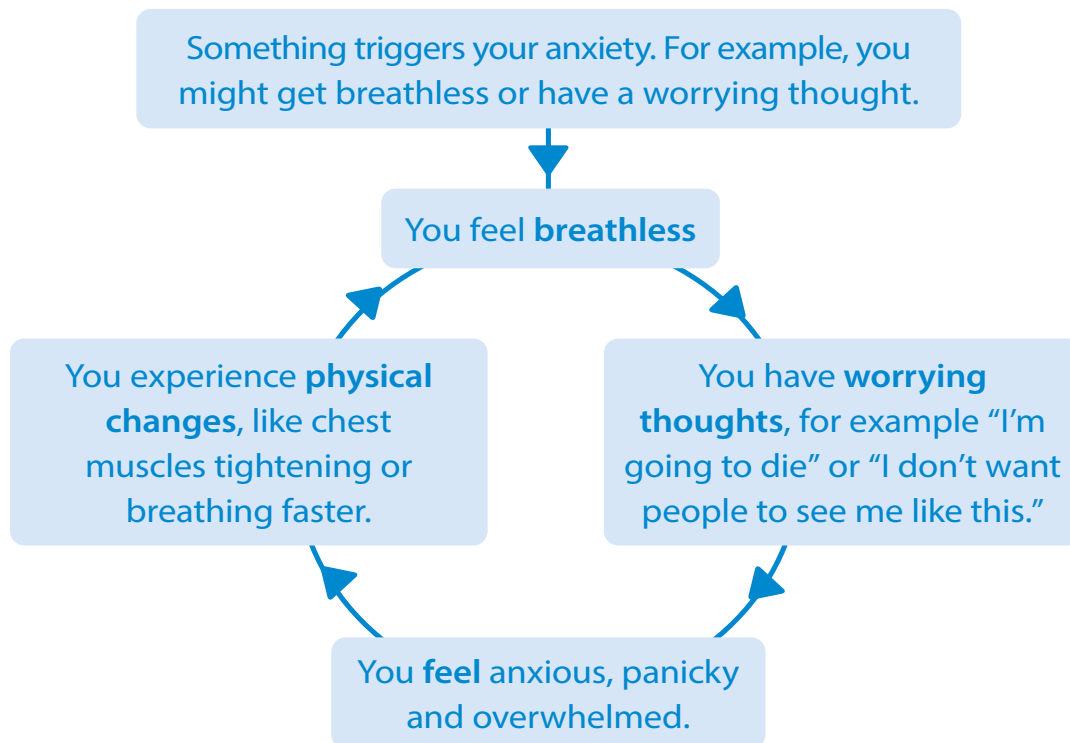 Something triggers your anxiety. For example, you
might get breathless or have a worrying thought.
You feel breathless
You have worrying
thoughts, for example “I’m
going to die” or “I don’t want
people to see me like this.”
You feel anxious, panicky
and overwhelmed.
You experience physical
changes, like chest
muscles tightening or
breathing faster.